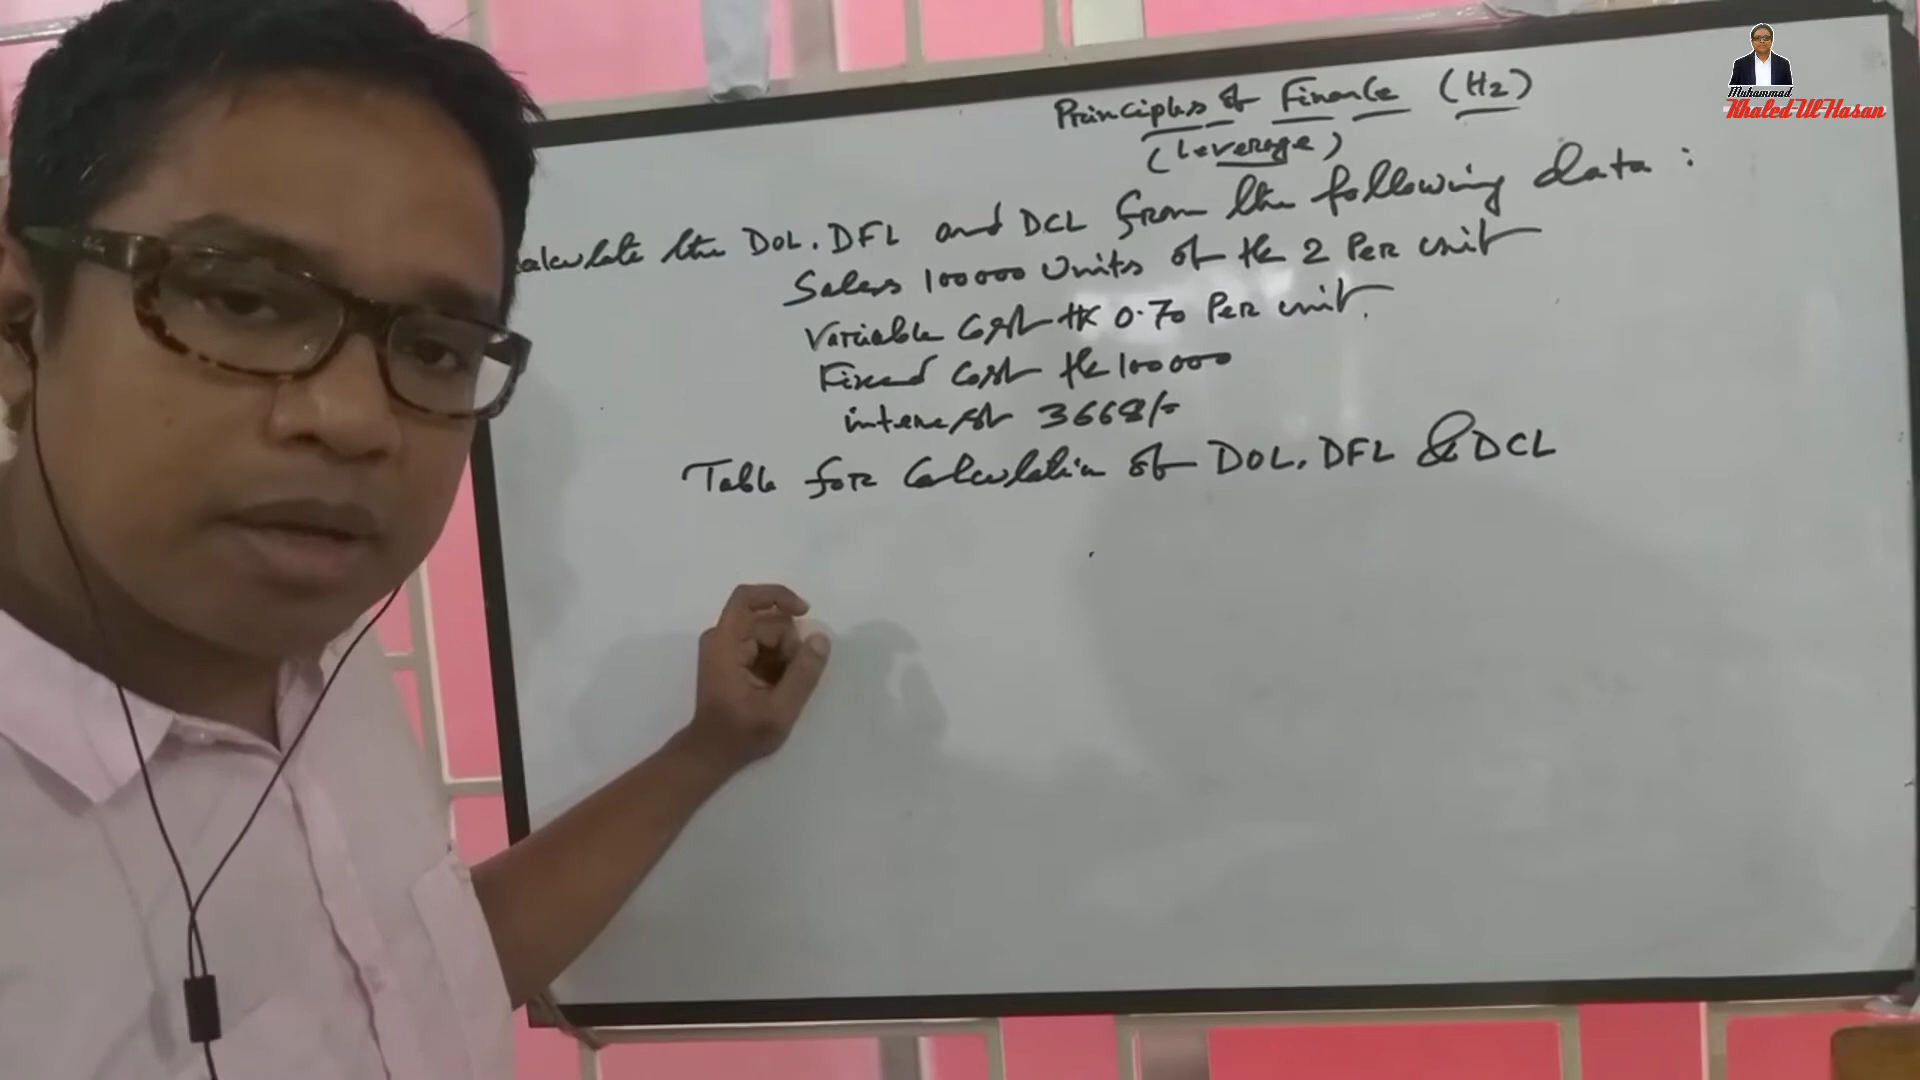 Principles of Finance (H2)
(Leverage)
Calculate the DOL. DFL and DCL from the following data :
Sales 100000 Units of tk 2 Per unit
Variable Cost tk 0.70 Per unit.
Fixed Cost tk 100000
interest 3668/-
Table for Calculation of DOL. DFL & DCL
Muhammad
Khaled-Ul-Hasan